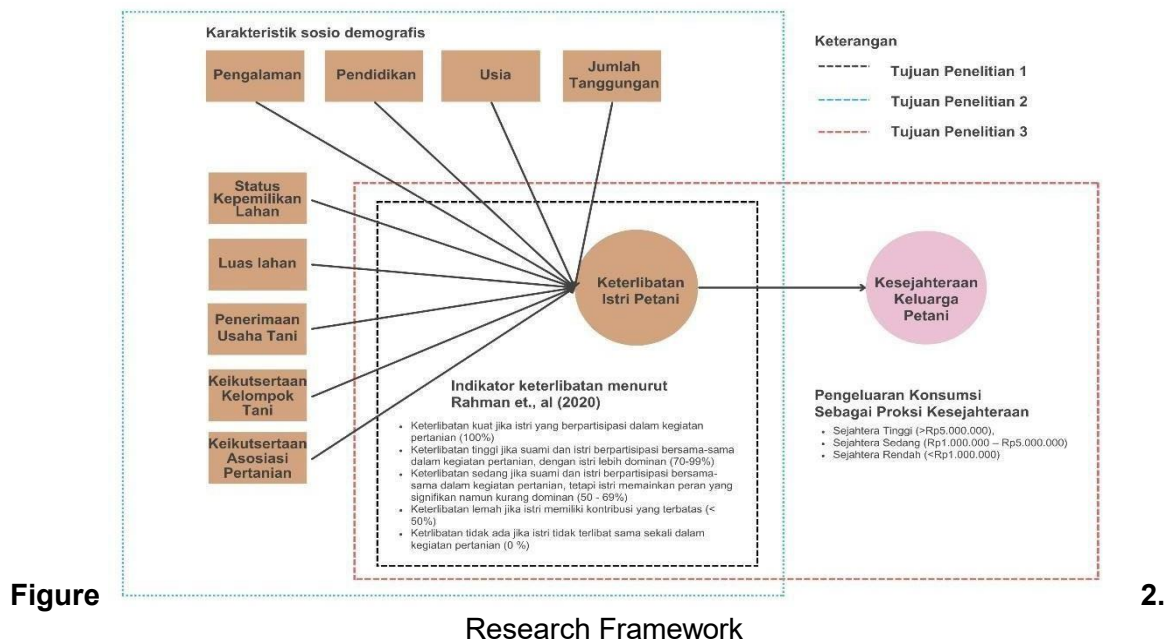 Karakteristik sosio demografis
Pengalaman
Pendidikan
Usia
Jumlah
Tanggungan
Keterangan
Tujuan Penelitian 1
Tujuan Penelitian 2
Tujuan Penelitian 3
Status
Kepemilikan
Lahan
Luas lahan
Penerimaan
Usaha Tani
Keikutsertaan
Kelompok
Tani
Keikutsertaan
Asosiasi
Pertanian
Keterlibatan
Istri Petani
Kesejahteraan
Keluarga
Petani
Indikator keterlibatan menurut
Rahman et., al (2020)
• Keterlibatan kuat jika istri yang berpartisipasi dalam kegiatan
pertanian (100%)
• Keterlibatan tinggi jika suami dan istri berpartisipasi bersama-sama
dalam kegiatan pertanian, dengan istri lebih dominan (70-99%)
• Keterlibatan sedang jika suami dan istri berpartisipasi bersama-
sama dalam kegiatan pertanian, tetapi istri memainkan peran yang
signifikan namun kurang dominan (50 - 69%)
• Keterlibatan lemah jika istri memiliki kontribusi yang terbatas (<
50%)
• Ketrlibatan tidak ada jika istri tidak terlibat sama sekali dalam
kegiatan pertanian (0 %)
Pengeluaran Konsumsi
Sebagai Proksi Kesejahteraan
• Sejahtera Tinggi (>Rp5.000.000),
• Sejahtera Sedang (Rp1.000.000 – Rp5.000.000)
• Sejahtera Rendah (<Rp1.000.000)
Figure 2.
Research Framework